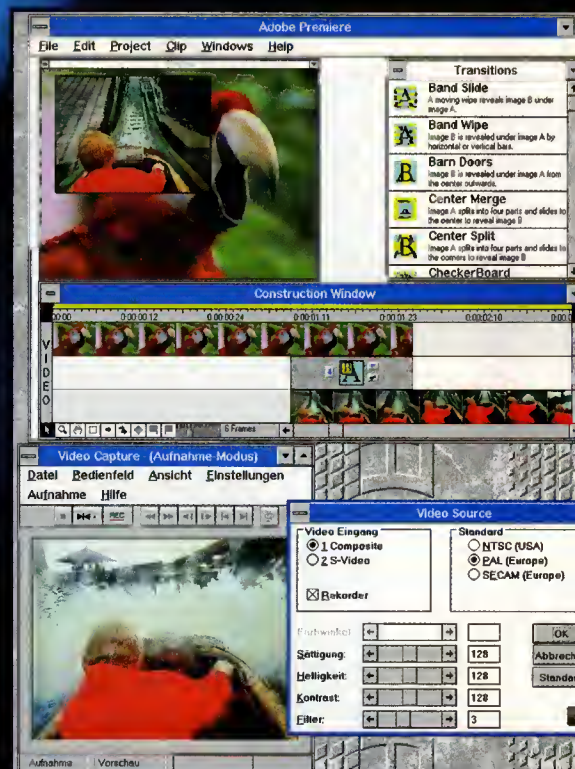 Adobe Premiere
File Edit Project Clip Windows Help
Transitions
Band Slide
A moving wipe reveals image B under
image A.
Band Wipe
Image B is revealed under image A by
horizontal or vertical bars.
Barn Doors
Image B is revealed under image A from
the center outwards.
Center Merge
Image A splits into four parts and slides to
the center to reveal image B
Center Split
Image A splits into four parts and slides to
the corners to reveal image B
CheckerBoard
Construction Window
0:00:00:12 0:00:00:24 0:00:01:11 0:00:01:23 0:00:02:10
VIDEO
6 Frames
Video Capture - (Aufnahme-Modus)
Datei Bedienfeld Ansicht Einstellungen
Aufnahme Hilfe
REC
Video Source
Video Eingang
1 Composite
2 S-Video
Rekorder
Standard
NTSC (USA)
PAL (Europe)
SECAM (Europe)
OK
Sättigung: 128
Helligkeit: 128
Kontrast: 128
Filter: 3
Aufnahme Vorschau